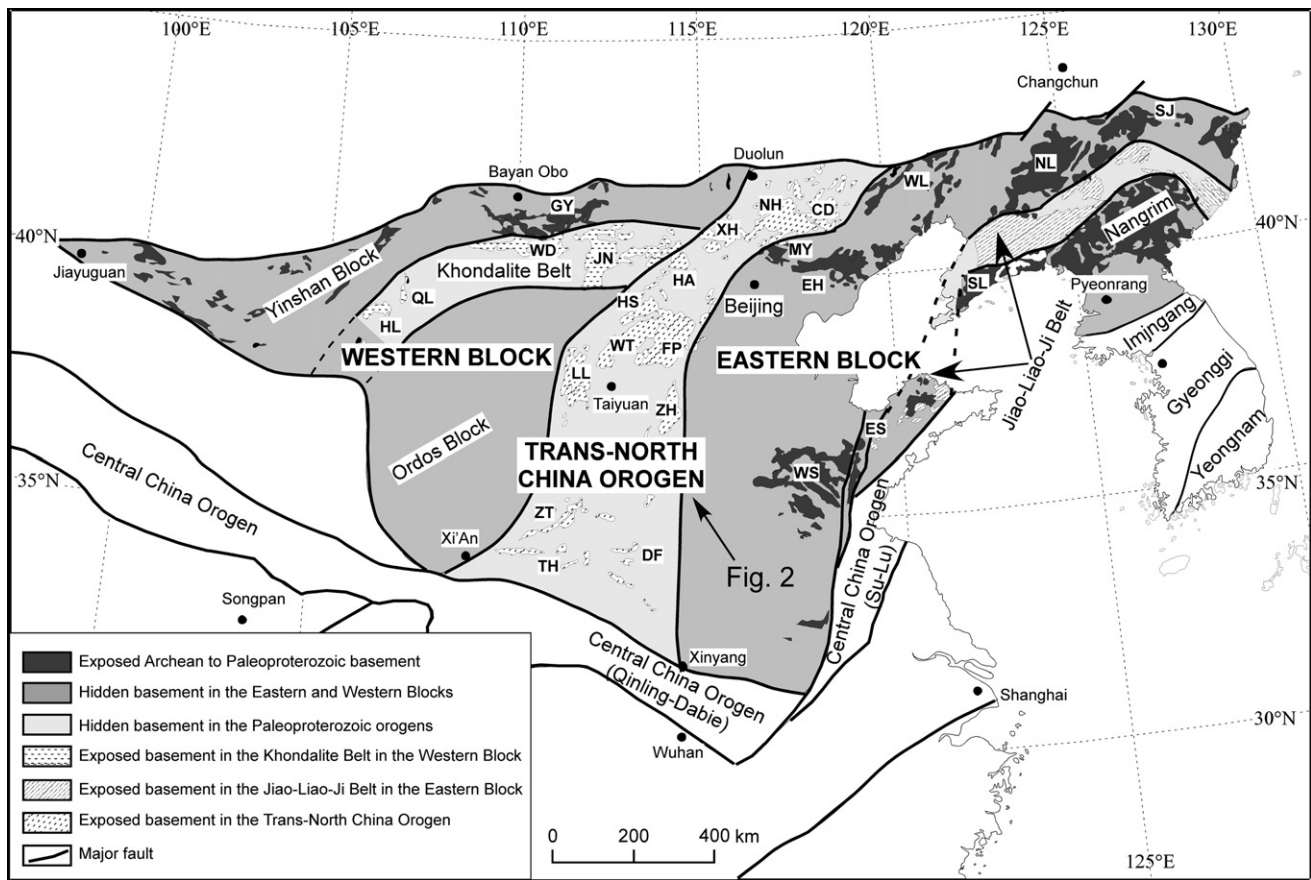 100°E
105°E
110°E
115°E
120°E
125°E
130°E
Changchun
SJ
Duolun
NL
Bayan Obo
WL
GY
NH
CD
Nangrim
40°N
XH
40°N
WD
JN
MY
Jiayuguan
Yinshan Block
Khondalite Belt
HA
EH
SL
Pyeonrang
QL
HS
Beijing
HL
Imjingang
WT
FP
WESTERN BLOCK
EASTERN BLOCK
LL
Jiao-Liao-Ji Belt
Gyeonggi
Taiyuan
ZH
Ordos Block
ES
Yeongnam
TRANS-NORTH
CHINA OROGEN
WS
35°N
35°N
Central China Orogen
ZT
Xi'An
DF
TH
Fig. 2
Central China Orogen
(Su-Lu)
Songpan
Central China Orogen
(Qinling-Dabie)
Xinyang
Shanghai
30°N
Wuhan
125°E
Exposed Archean to Paleoproterozoic basement
Hidden basement in the Eastern and Western Blocks
Hidden basement in the Paleoproterozoic orogens
Exposed basement in the Khondalite Belt in the Western Block
Exposed basement in the Jiao-Liao-Ji Belt in the Eastern Block
Exposed basement in the Trans-North China Orogen
Major fault
0 200 400 km